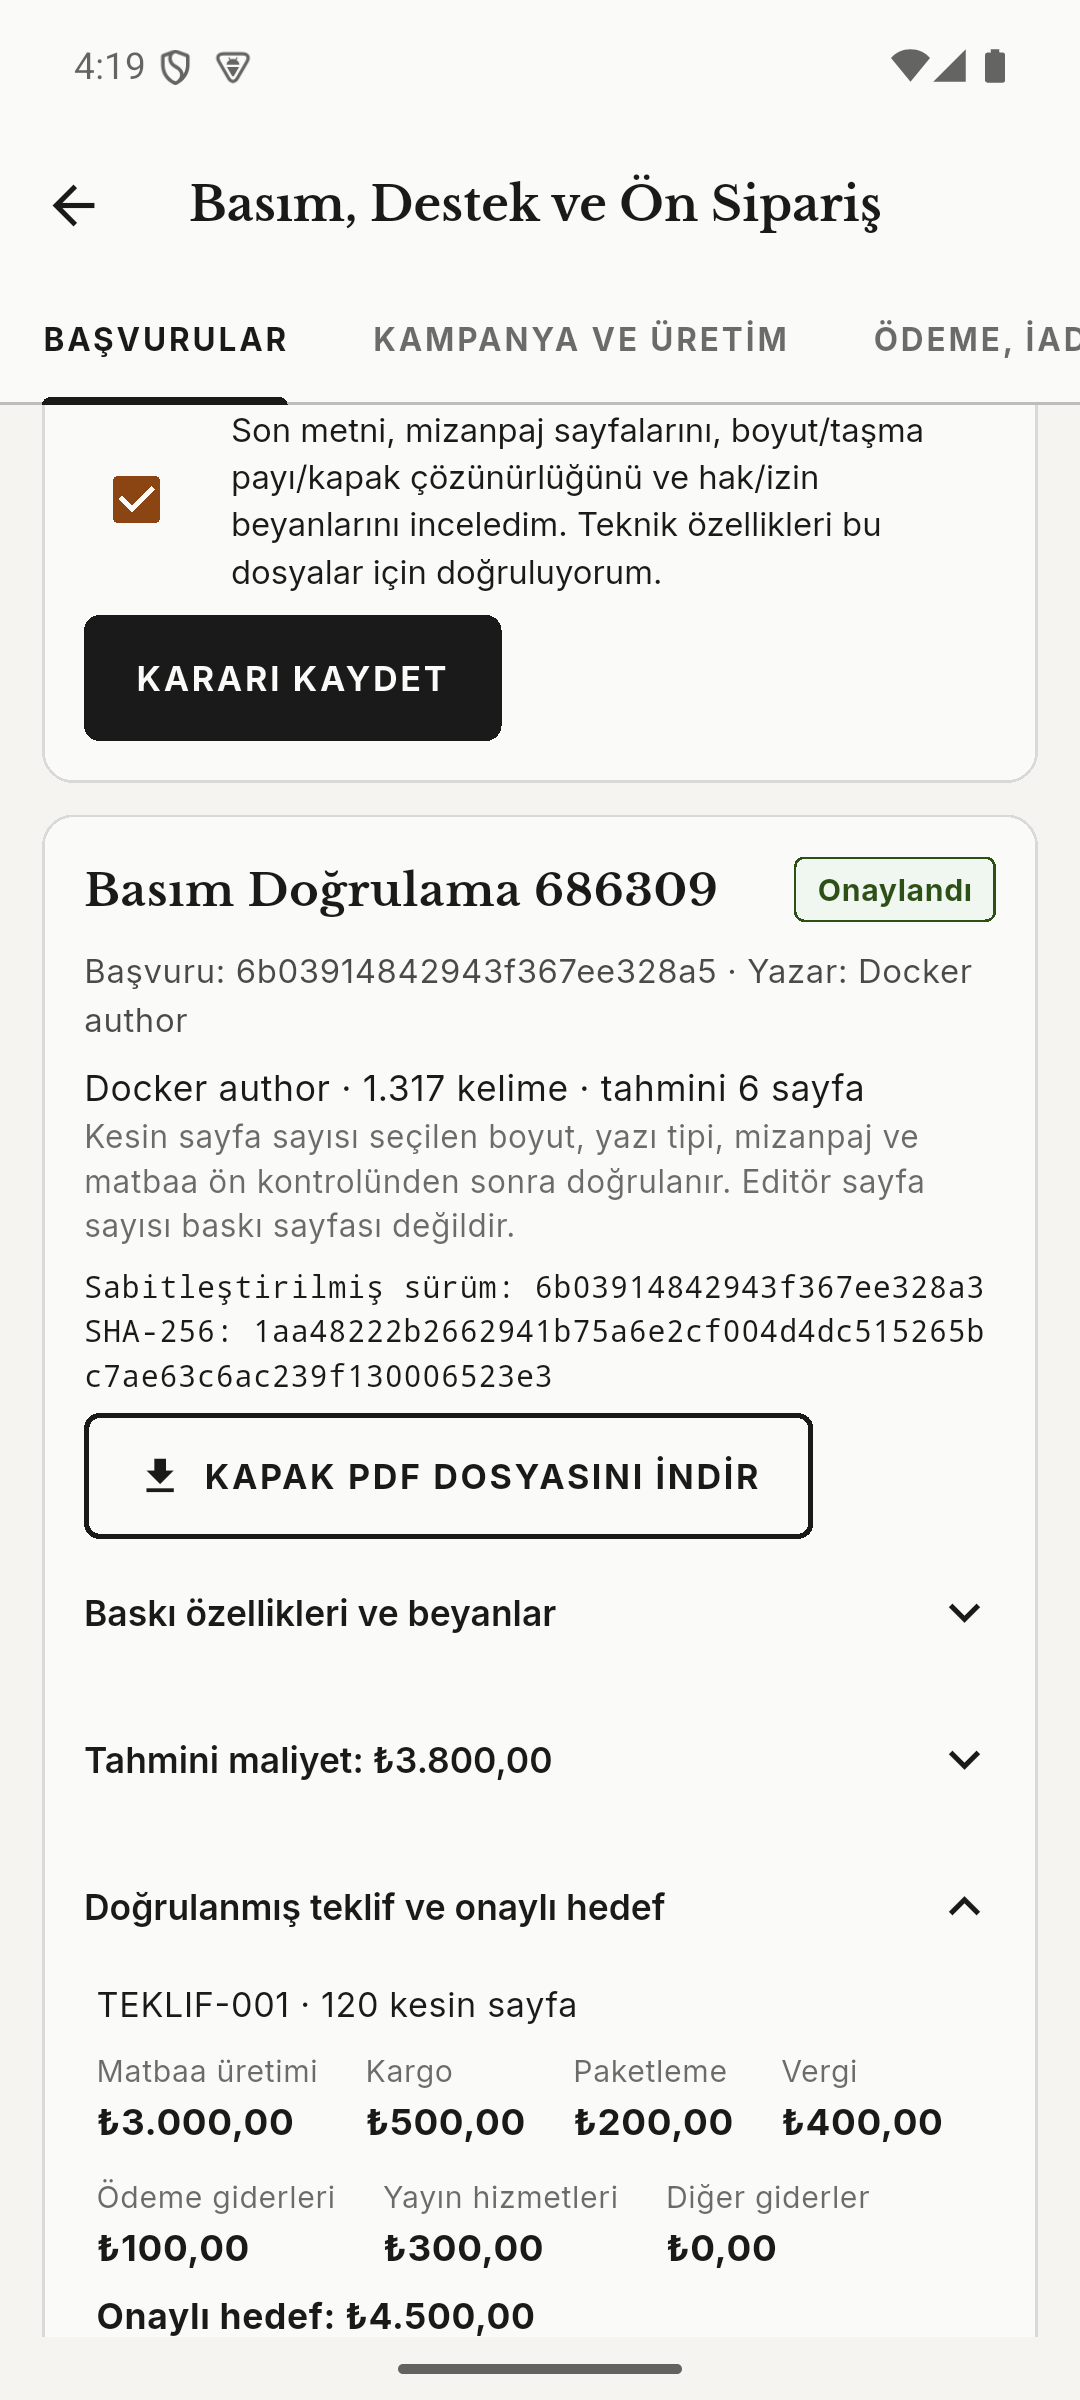 4:19
Basım, Destek ve Ön Sipariş
BAŞVURULAR KAMPANYA VE ÜRETİM ÖDEME, İAD
Son metni, mizanpaj sayfalarını, boyut/taşma
payı/kapak çözünürlüğünü ve hak/izin
beyanlarını inceledim. Teknik özellikleri bu
dosyalar için doğruluyorum.
KARARI KAYDET
Basım Doğrulama 686309 Onaylandı
Başvuru: 6b03914842943f367ee328a5 · Yazar: Docker
author
Docker author · 1.317 kelime · tahmini 6 sayfa
Kesin sayfa sayısı seçilen boyut, yazı tipi, mizanpaj ve
matbaa ön kontrolünden sonra doğrulanır. Editör sayfa
sayısı baskı sayfası değildir.
Sabitleştirilmiş sürüm: 6b03914842943f367ee328a3
SHA-256: 1aa48222b2662941b75a6e2cf004d4dc515265b
c7ae63c6ac239f130006523e3
KAPAK PDF DOSYASINI İNDİR
Baskı özellikleri ve beyanlar
Tahmini maliyet: ₺3.800,00
Doğrulanmış teklif ve onaylı hedef
TEKLIF-001 · 120 kesin sayfa
Matbaa üretimi Kargo Paketleme Vergi
₺3.000,00 ₺500,00 ₺200,00 ₺400,00
Ödeme giderleri Yayın hizmetleri Diğer giderler
₺100,00 ₺300,00 ₺0,00
Onaylı hedef: ₺4.500,00